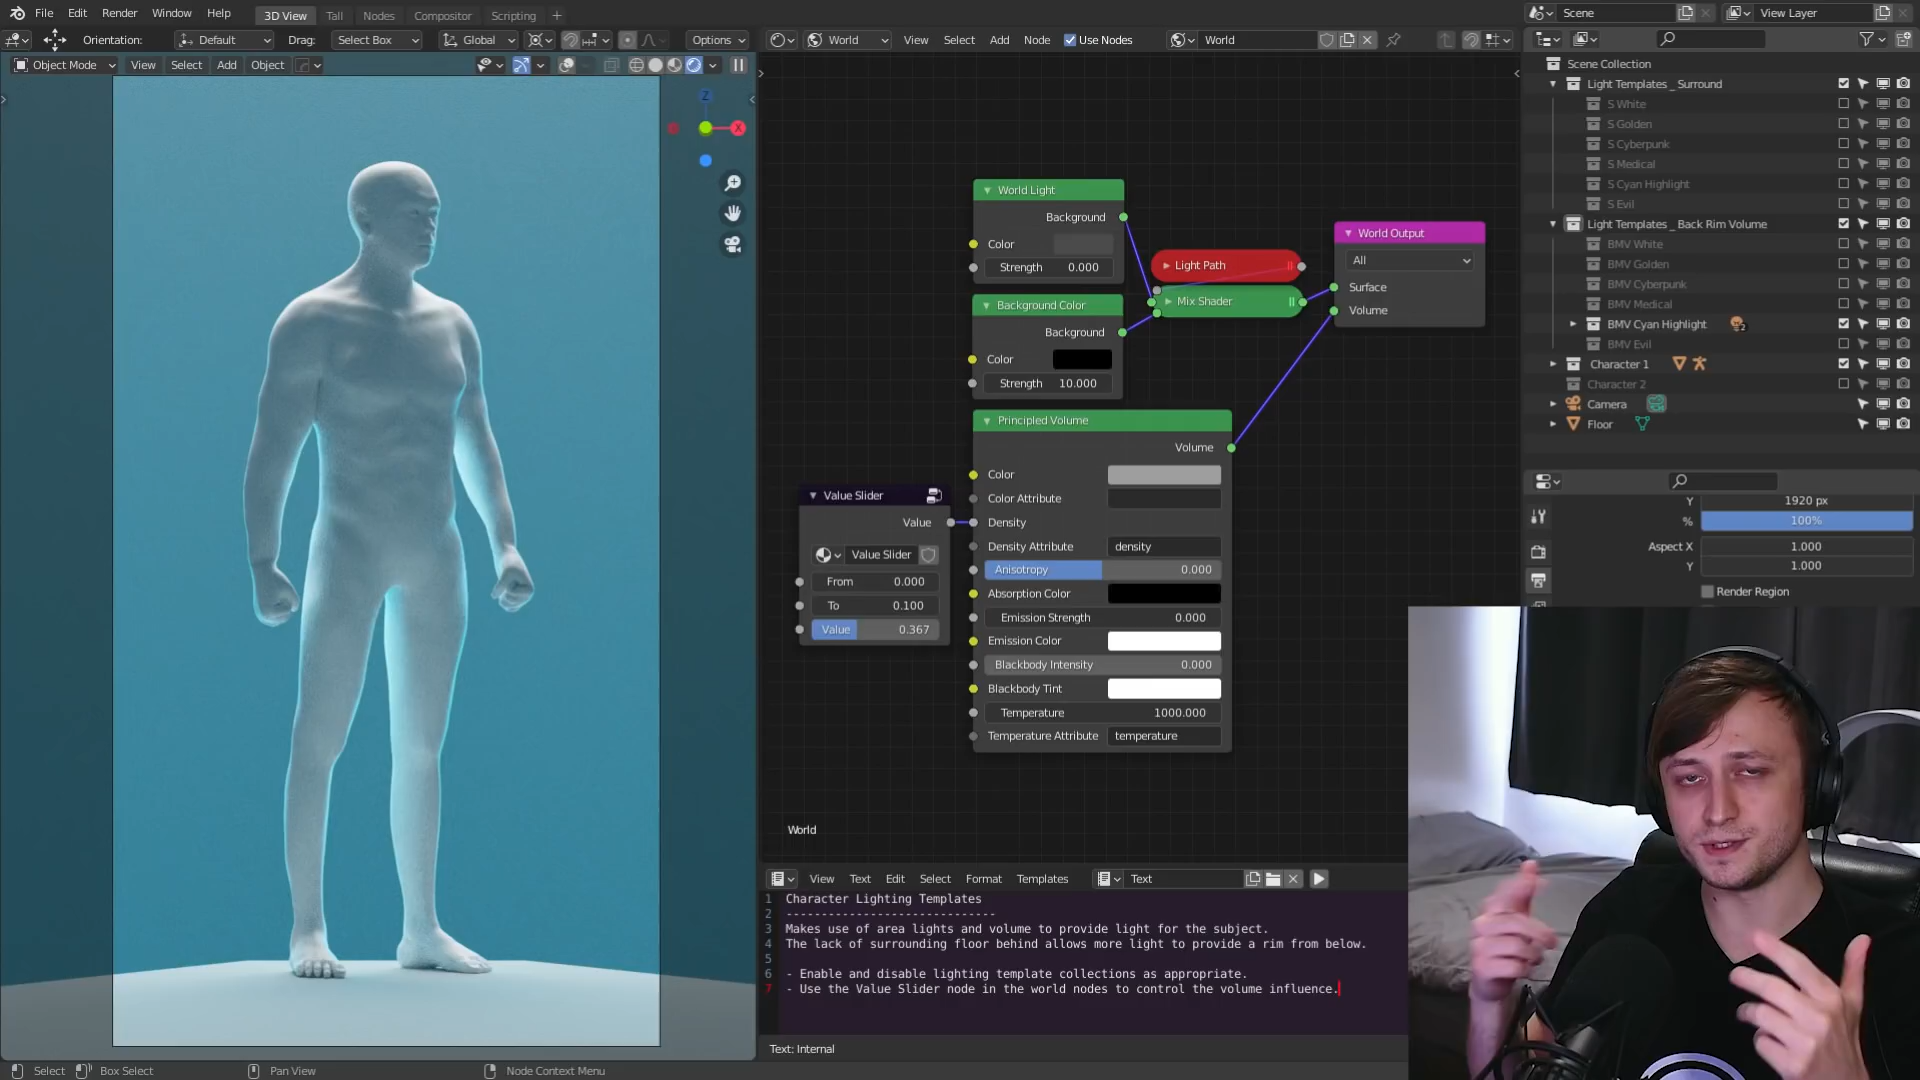 File Edit Render Window Help
3D View Tall Nodes Compositor Scripting +
Scene
View Layer
Orientation: Default Drag: Select Box Global Options
World View Select Add Node Use Nodes World
Object Mode View Select Add Object
Z
X
Scene Collection
Light Templates _ Surround
S White
S Golden
S Cyberpunk
S Medical
S Cyan Highlight
S Evil
Light Templates _ Back Rim Volume
BMV White
BMV Golden
BMV Cyberpunk
BMV Medical
BMV Cyan Highlight 2
BMV Evil
Character 1
Character 2
Camera
Floor
World Light
Background
Color
Strength 0.000
Background Color
Background
Color
Strength 10.000
Light Path
Mix Shader
World Output
All
Surface
Volume
Principled Volume
Volume
Color
Color Attribute
Density
Density Attribute density
Anisotropy 0.000
Absorption Color
Emission Strength 0.000
Emission Color
Blackbody Intensity 0.000
Blackbody Tint
Temperature 1000.000
Temperature Attribute temperature
Value Slider
Value
Value Slider
From 0.000
To 0.100
Value 0.367
Y 1920 px
% 100%
Aspect X 1.000
Y 1.000
Render Region
World
View Text Edit Select Format Templates Text
1 Character Lighting Templates
2 ------------------------------
3 Makes use of area lights and volume to provide light for the subject.
4 The lack of surrounding floor behind allows more light to provide a rim from below.
5
6 - Enable and disable lighting template collections as appropriate.
7 - Use the Value Slider node in the world nodes to control the volume influence.
Text: Internal
Select Box Select Pan View Node Context Menu